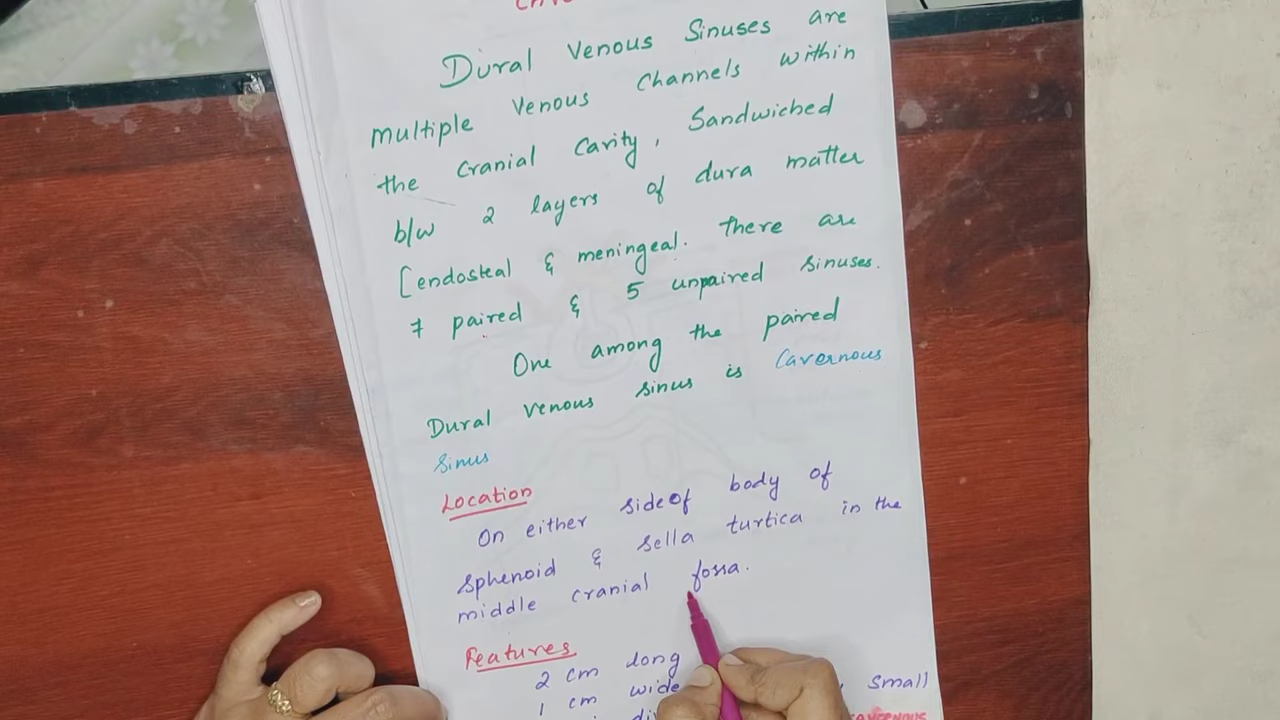 Dural Venous Sinuses are
multiple venous channels within
the cranial cavity, Sandwiched
b/w 2 layers of dura matter
[endosteal & meningeal. There are
7 paired & 5 unpaired sinuses.
One among the paired
Dural venous sinus is Cavernous
Sinus
Location
On either side of body of
sphenoid & sella turtica in the
middle cranial fossa.
Features
2 cm long
1 cm wide small
CAVERNOUS